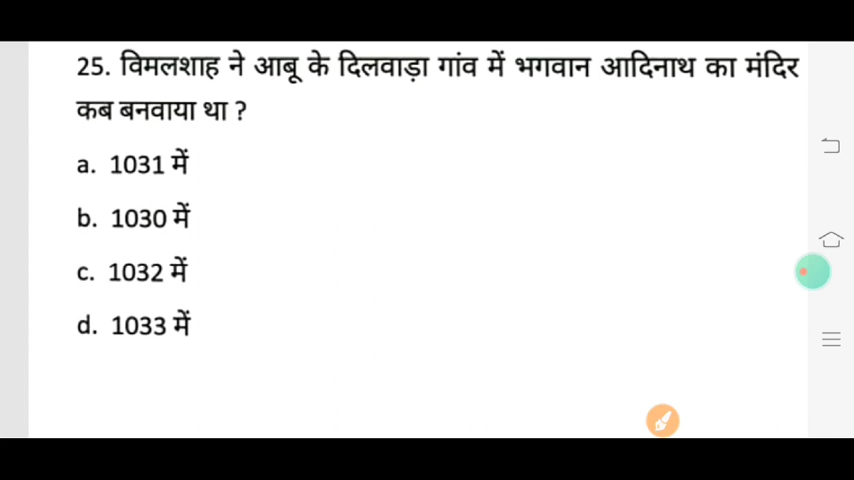 25. विमलशाह ने आबू के दिलवाड़ा गांव में भगवान आदिनाथ का मंदिर
कब बनवाया था ?
a. 1031 में
b. 1030 में
c. 1032 में
d. 1033 में